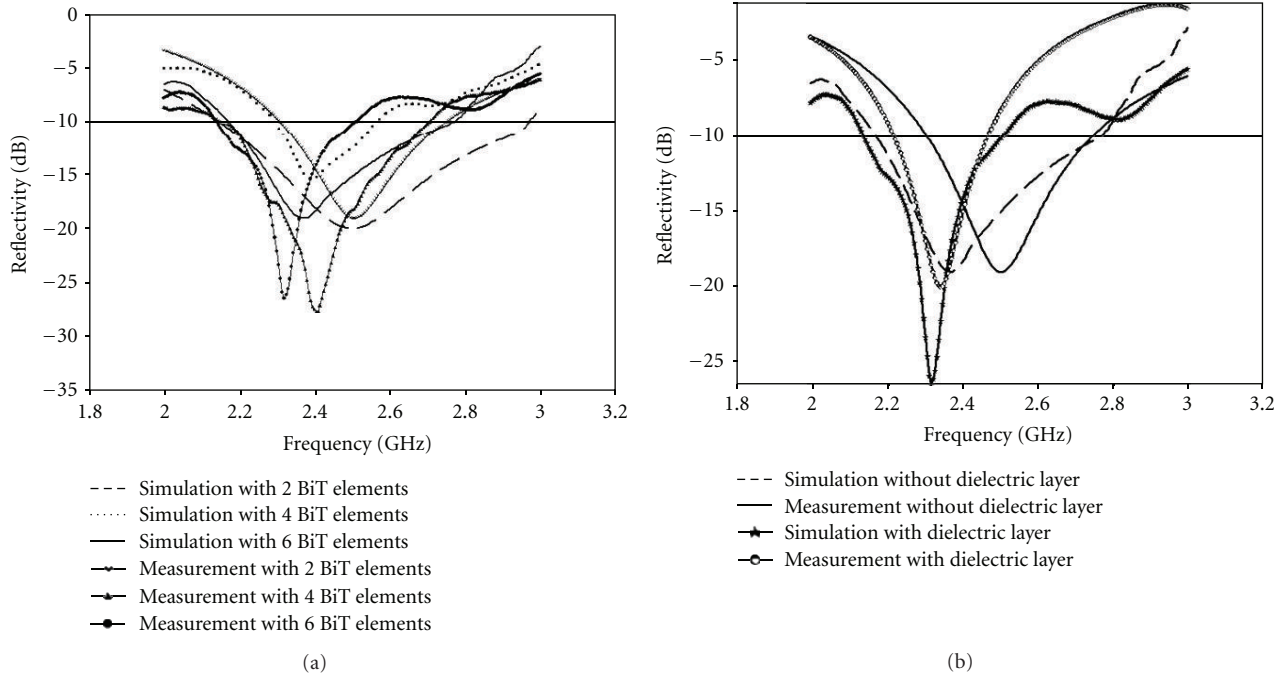 0
−5
−10
−15
−20
−25
−30
−35
Reflectivity (dB)
1.8 2 2.2 2.4 2.6 2.8 3 3.2
Frequency (GHz)
Simulation with 2 BiT elements
Simulation with 4 BiT elements
Simulation with 6 BiT elements
Measurement with 2 BiT elements
Measurement with 4 BiT elements
Measurement with 6 BiT elements
(a)
−5
−10
−15
−20
−25
Reflectivity (dB)
1.8 2 2.2 2.4 2.6 2.8 3 3.2
Frequency (GHz)
Simulation without dielectric layer
Measurement without dielectric layer
Simulation with dielectric layer
Measurement with dielectric layer
(b)